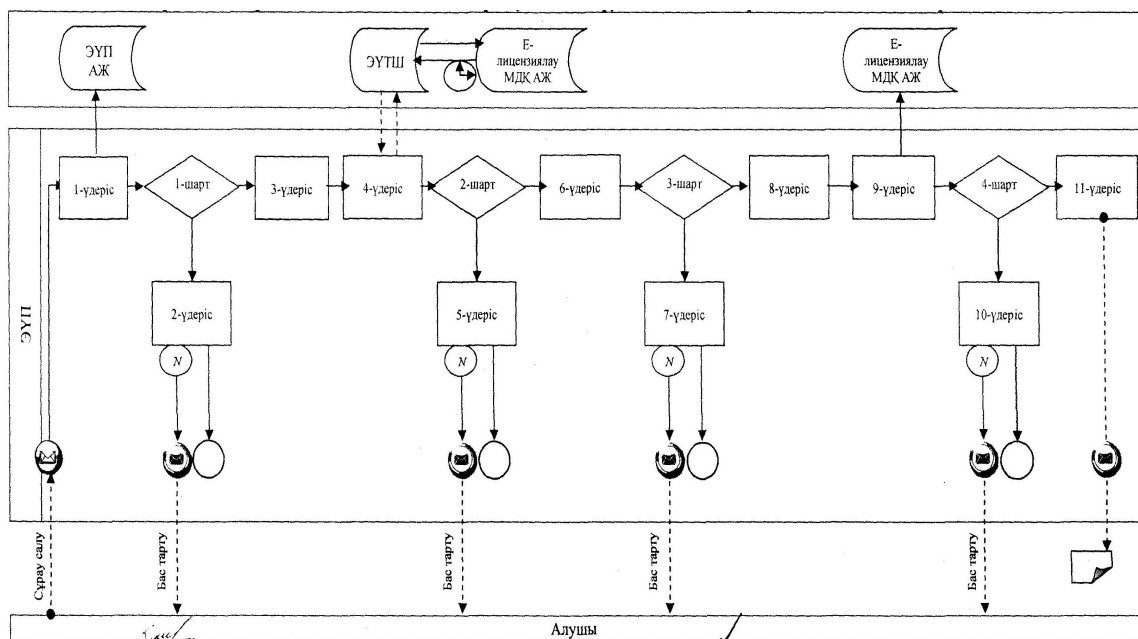 ЭҮП
АЖ
ЭҮТШ
Е-
лицензиялау
МДҚ АЖ
Е-
лицензиялау
МДҚ АЖ
ЭҮП
1-үдеріс
1-шарт
3-үдеріс
4-үдеріс
2-шарт
6-үдеріс
3-шарт
8-үдеріс
9-үдеріс
4-шарт
11-үдеріс
2-үдеріс
5-үдеріс
7-үдеріс
10-үдеріс
N
N
N
N
Сұрау салу
Бас тарту
Бас тарту
Бас тарту
Бас тарту
Алушы